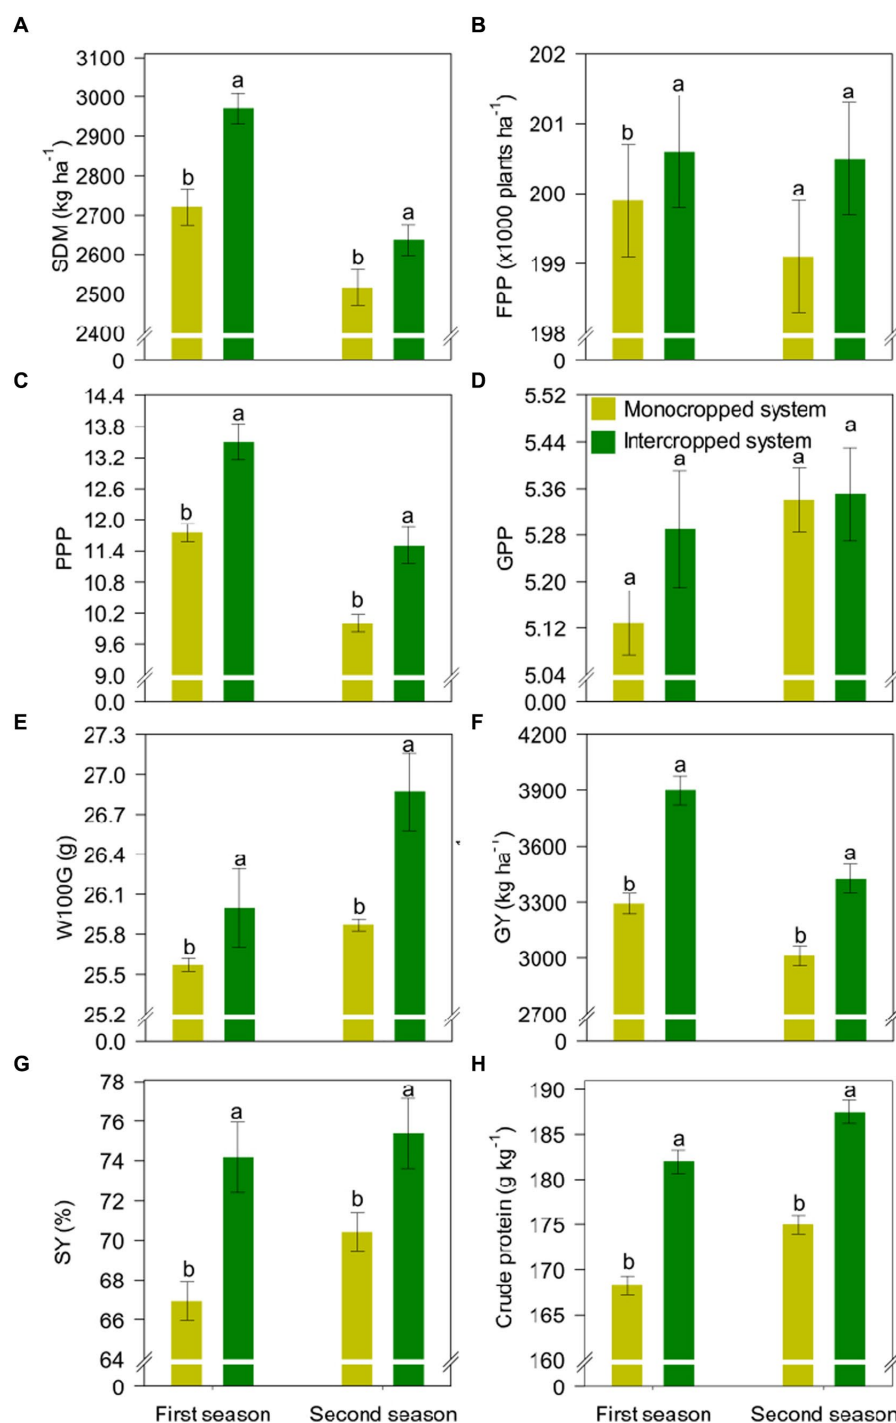 A
SDM (kg ha-1)
3100
3000
2900
2800
2700
2600
2500
2400
0
b
a
b
a
B
FPP (x1000 plants ha-1)
202
201
200
199
198
0
b
a
a
a
C
PPP
14.4
13.8
13.2
12.6
12.0
11.4
10.8
10.2
9.6
9.0
0.0
b
a
b
a
D
GPP
5.52
5.44
5.36
5.28
5.20
5.12
5.04
0.00
Monocropped system
Intercropped system
a
a
a
a
E
W100G (g)
27.3
27.0
26.7
26.4
26.1
25.8
25.5
25.2
0.0
b
a
b
a
F
GY (kg ha-1)
4200
3900
3600
3300
3000
2700
0
b
a
b
a
G
SY (%)
78
76
74
72
70
68
66
64
0
b
a
b
a
First season
Second season
H
Crude protein (g kg-1)
190
185
180
175
170
165
160
0
b
a
b
a
First season
Second season